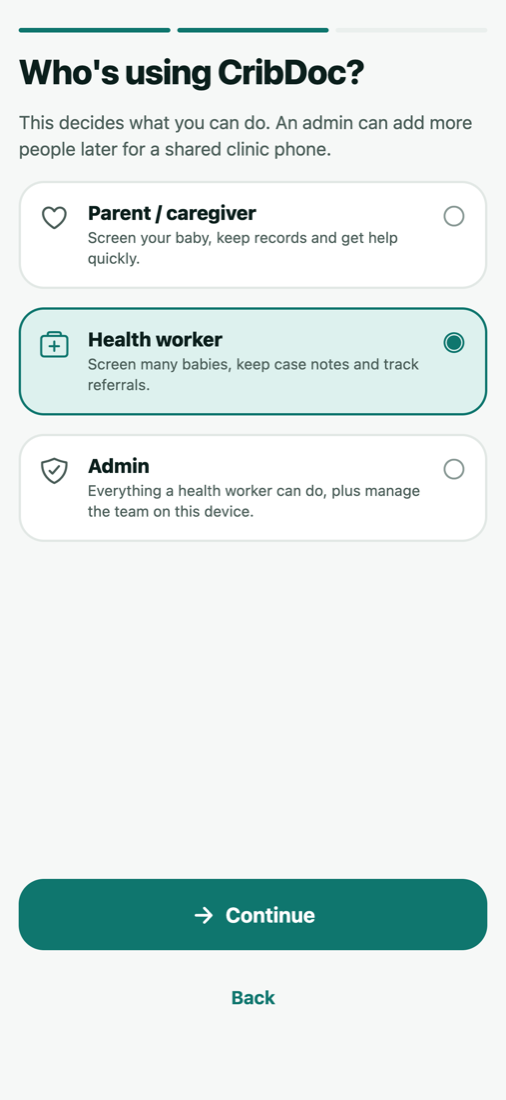 Who's using CribDoc?
This decides what you can do. An admin can add more
people later for a shared clinic phone.
Parent / caregiver
Screen your baby, keep records and get help
quickly.
Health worker
Screen many babies, keep case notes and track
referrals.
Admin
Everything a health worker can do, plus manage
the team on this device.
Continue
Back